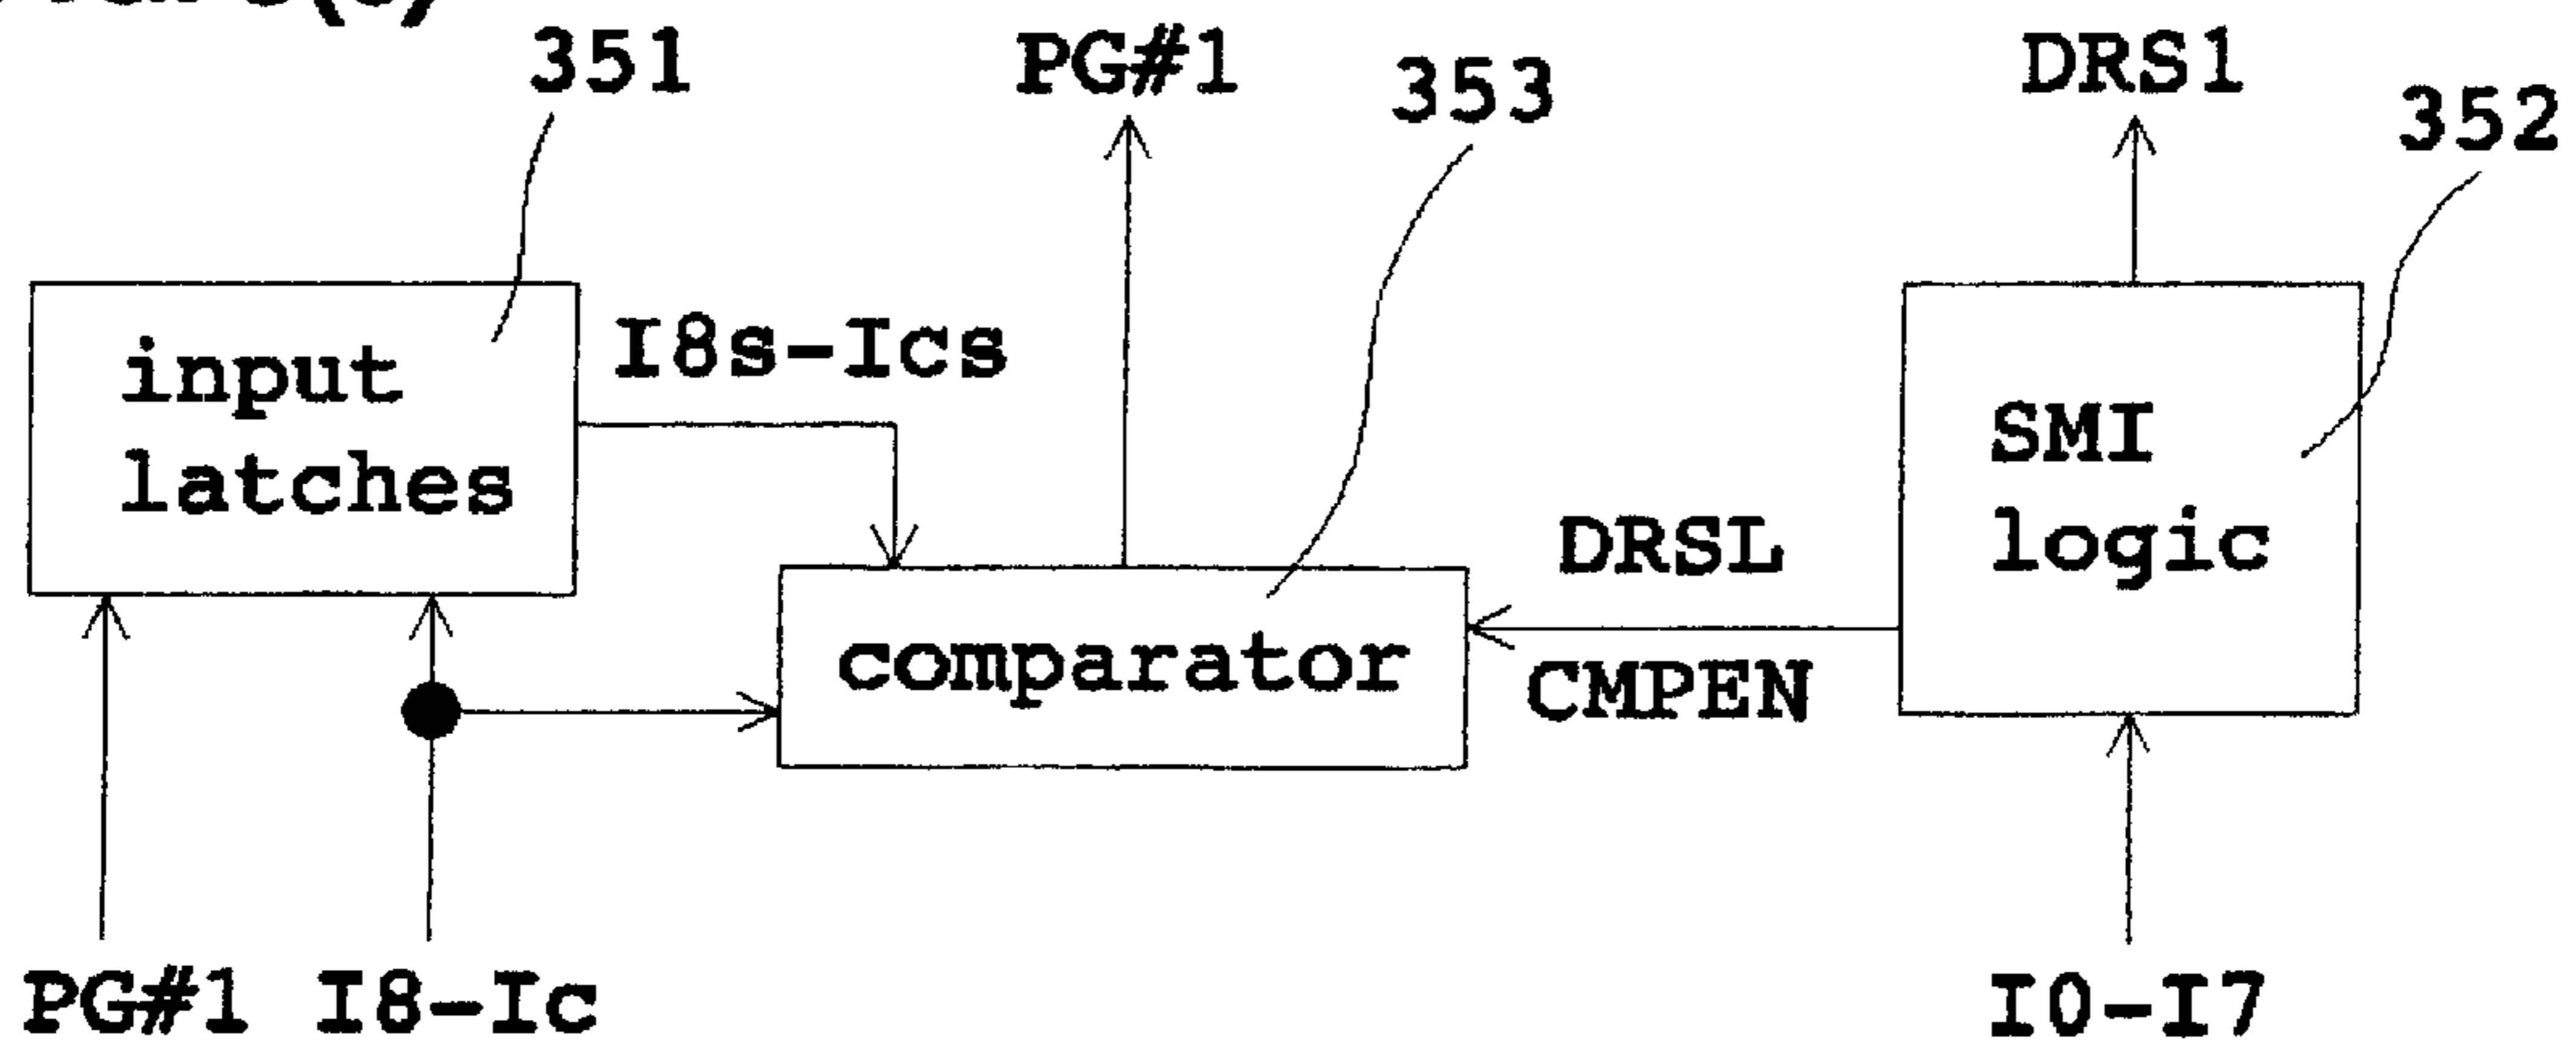 351
PG#1
353
DRS1
352
input
latches
I8s-Ics
SMI
logic
DRSL
comparator
CMPEN
PG#1 I8-Ic
I0-I7